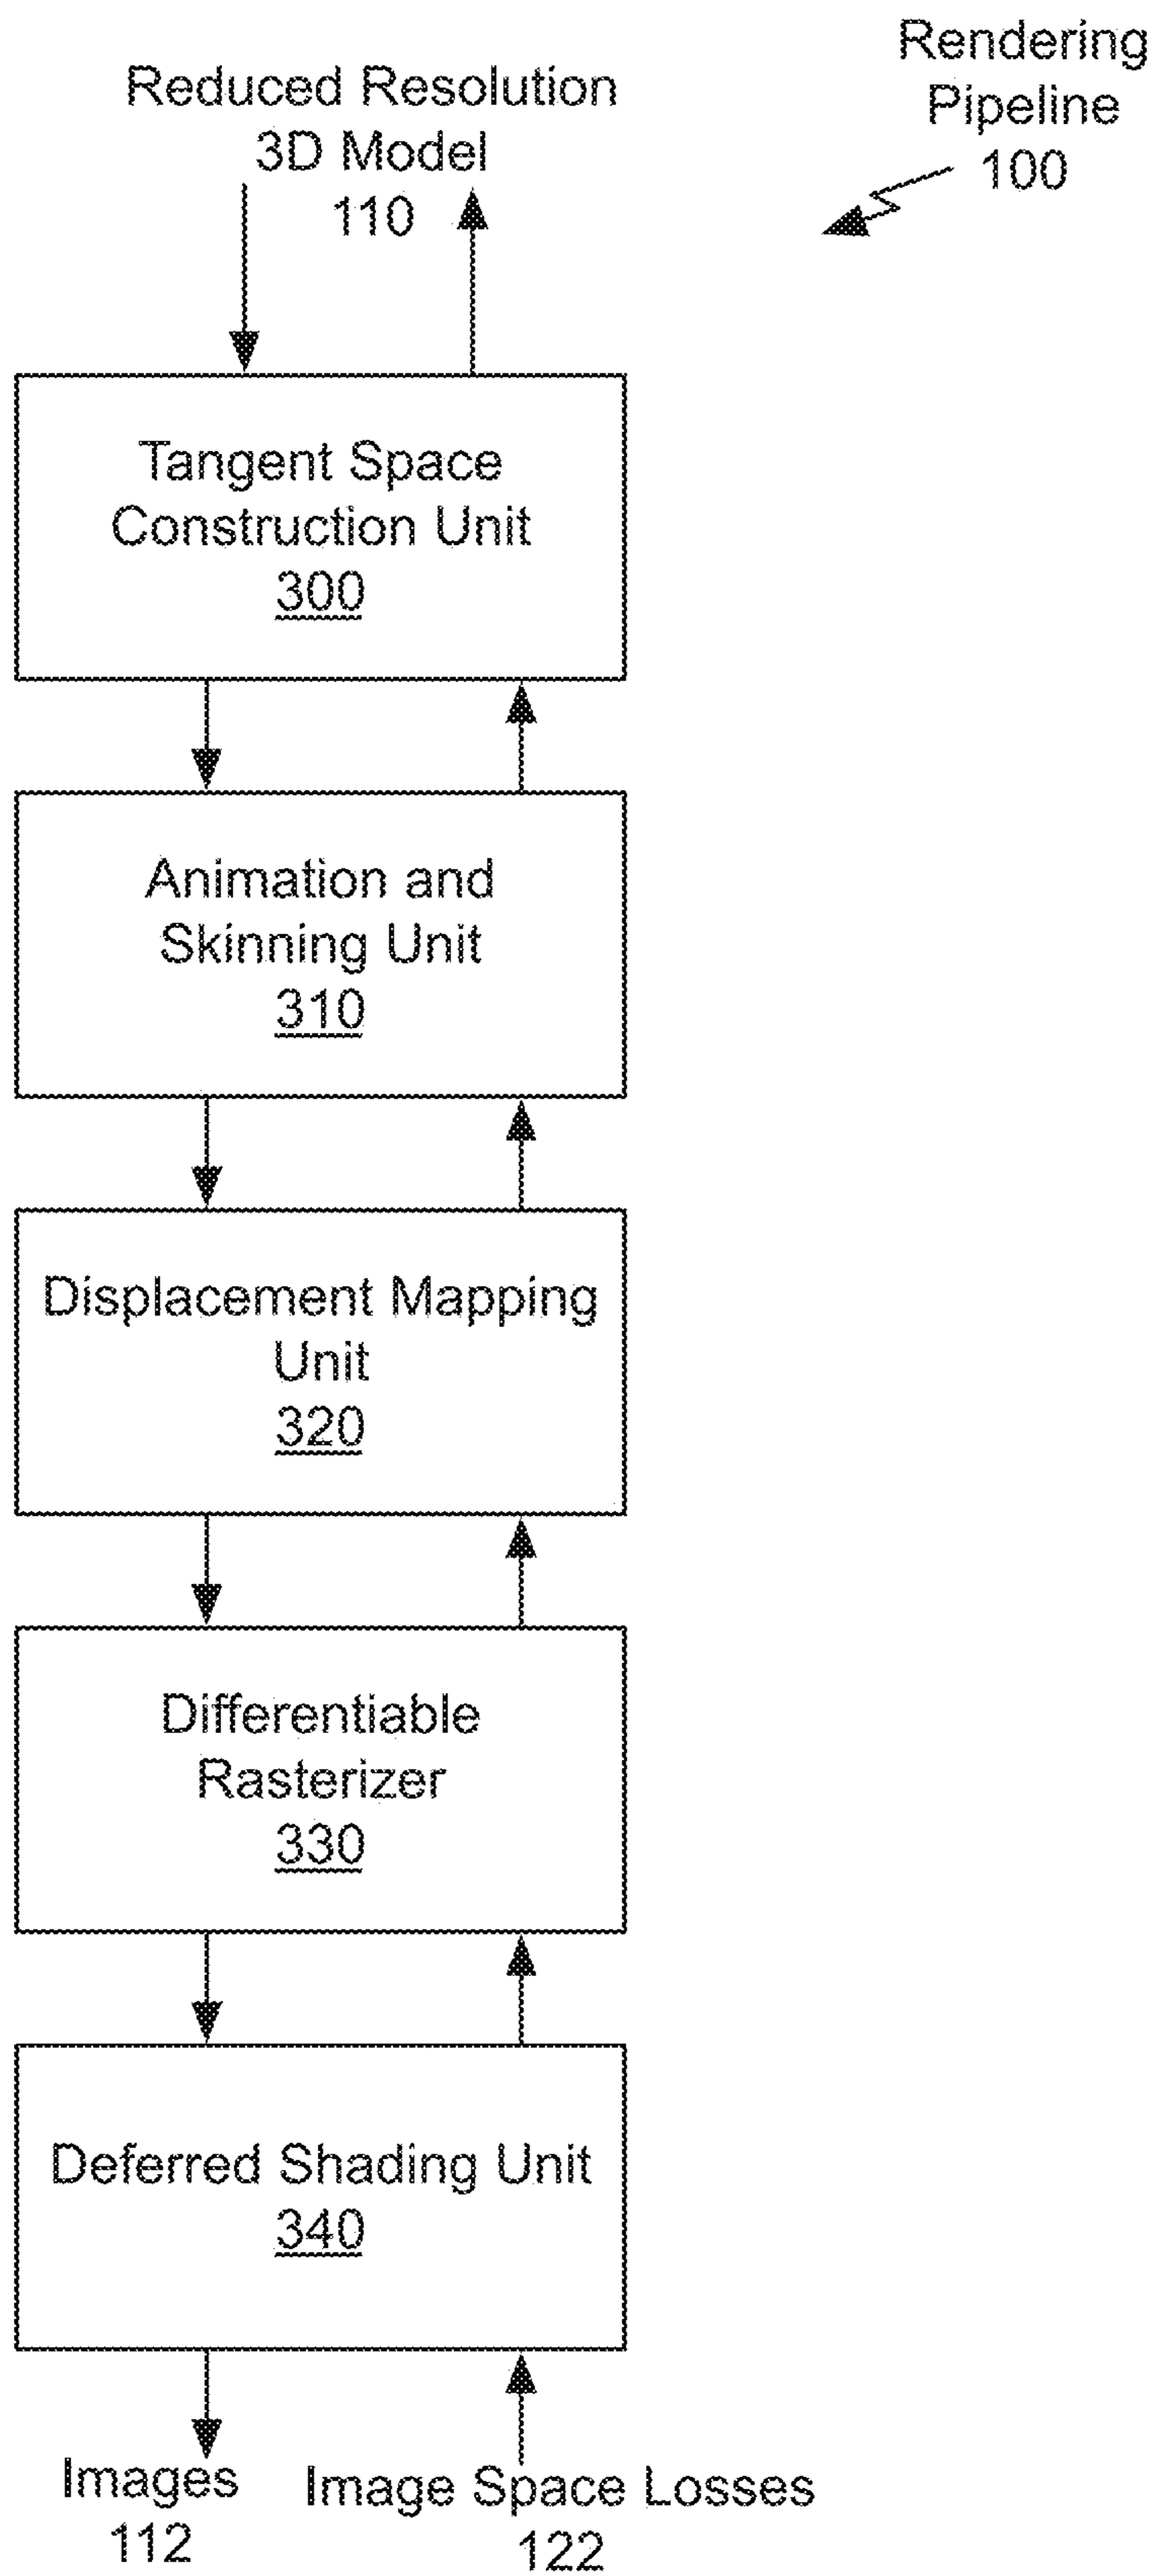 Rendering
Pipeline
100
Reduced Resolution
3D Model
110
Tangent Space
Construction Unit
300
Animation and
Skinning Unit
310
Displacement Mapping
Unit
320
Differentiable
Rasterizer
330
Deferred Shading Unit
340
Images
112
Image Space Losses
122